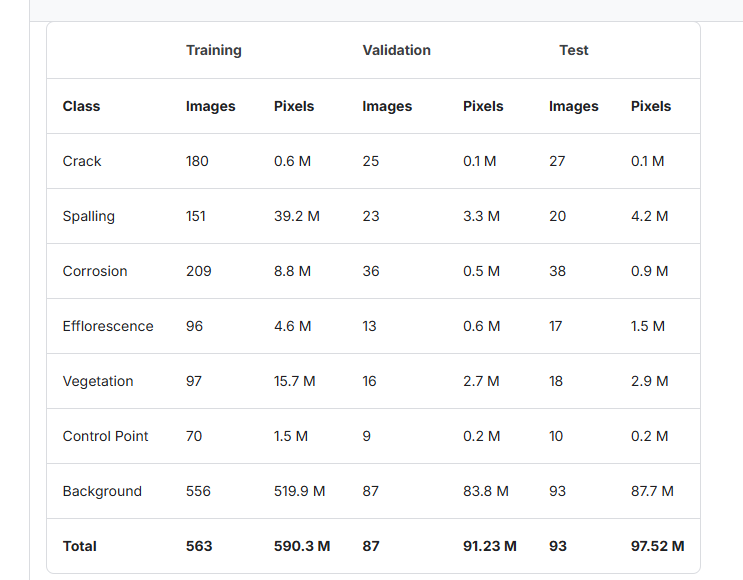 Training Validation Test
Class Images Pixels Images Pixels Images Pixels
Crack 180 0.6 M 25 0.1 M 27 0.1 M
Spalling 151 39.2 M 23 3.3 M 20 4.2 M
Corrosion 209 8.8 M 36 0.5 M 38 0.9 M
Efflorescence 96 4.6 M 13 0.6 M 17 1.5 M
Vegetation 97 15.7 M 16 2.7 M 18 2.9 M
Control Point 70 1.5 M 9 0.2 M 10 0.2 M
Background 556 519.9 M 87 83.8 M 93 87.7 M
Total 563 590.3 M 87 91.23 M 93 97.52 M